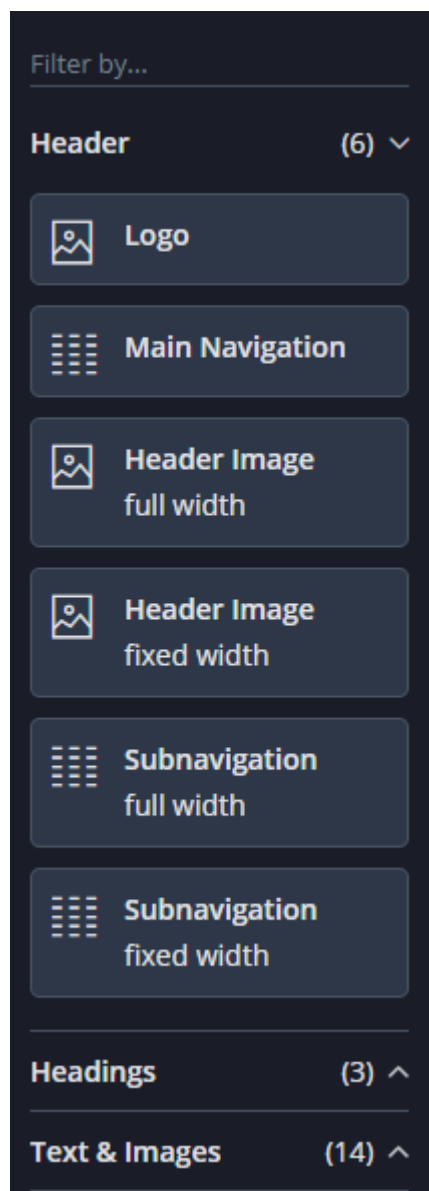 Filter by...
Header (6)
Logo
Main Navigation
Header Image
full width
Header Image
fixed width
Subnavigation
full width
Subnavigation
fixed width
Headings (3)
Text & Images (14)